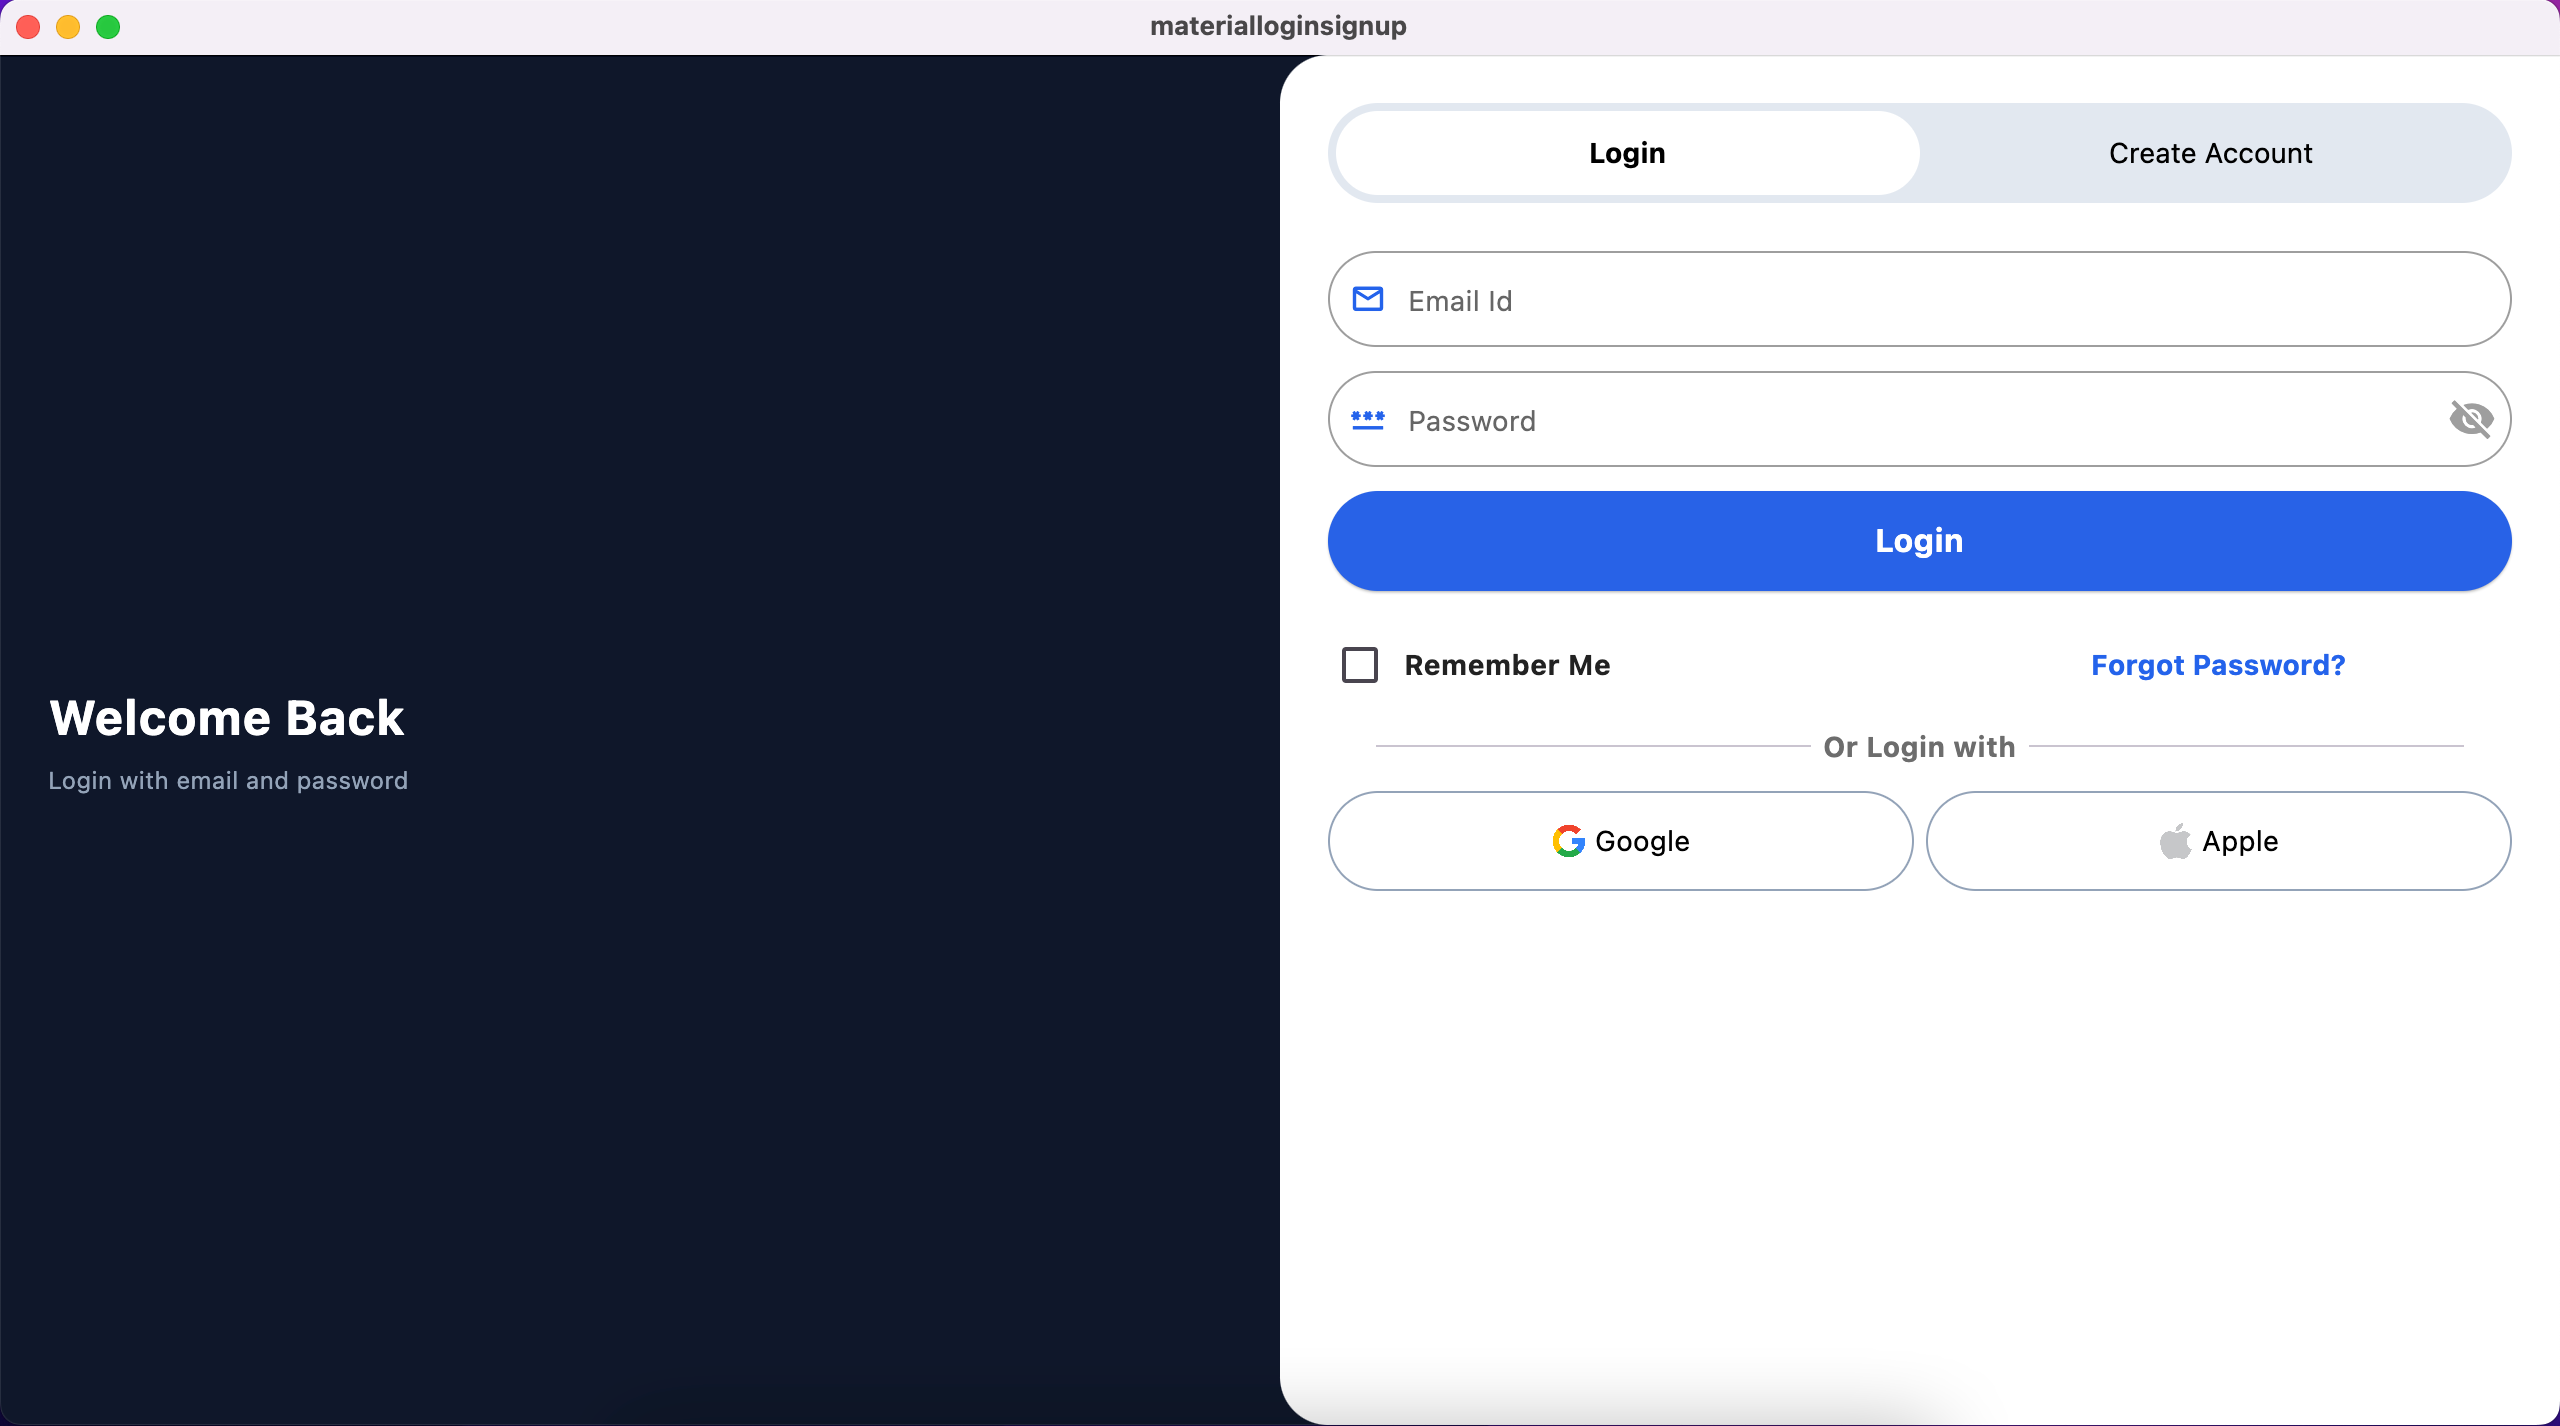 materialloginsignup
Welcome Back
Login with email and password
Login
Create Account
Email Id
Password
Login
Remember Me
Forgot Password?
Or Login with
Google
Apple